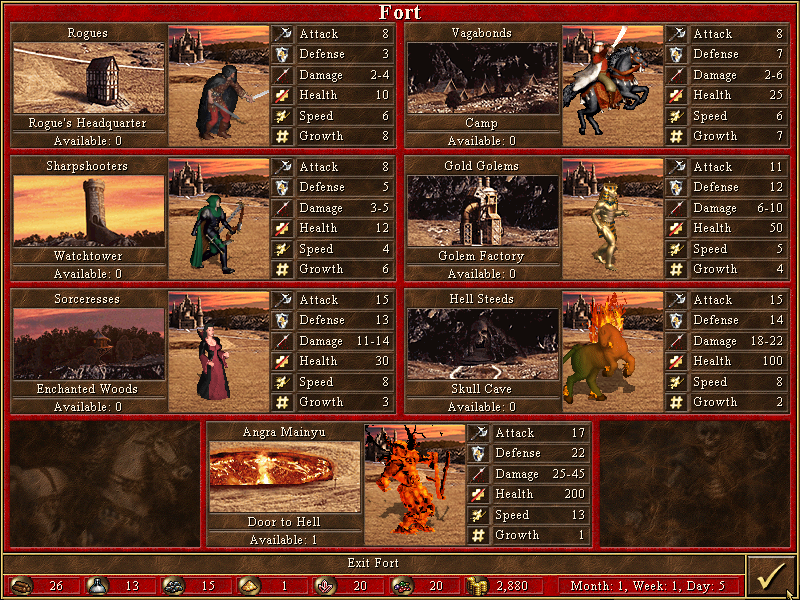 Fort
Rogues
Attack 8
Defense 3
Damage 2-4
Health 10
Speed 6
Growth 8
Rogue's Headquarter
Available: 0
Vagabonds
Attack 8
Defense 7
Damage 2-6
Health 25
Speed 6
Growth 7
Camp
Available: 0
Sharpshooters
Attack 8
Defense 5
Damage 3-5
Health 12
Speed 4
Growth 6
Watchtower
Available: 0
Gold Golems
Attack 11
Defense 12
Damage 6-10
Health 50
Speed 5
Growth 4
Golem Factory
Available: 0
Sorceresses
Attack 15
Defense 13
Damage 11-14
Health 30
Speed 8
Growth 3
Enchanted Woods
Available: 0
Hell Steeds
Attack 15
Defense 14
Damage 18-22
Health 100
Speed 8
Growth 2
Skull Cave
Available: 0
Angra Mainyu
Attack 17
Defense 22
Damage 25-45
Health 200
Speed 13
Growth 1
Door to Hell
Available: 1
Exit Fort
26 13 15 1 20 20 2,880 Month: 1, Week: 1, Day: 5